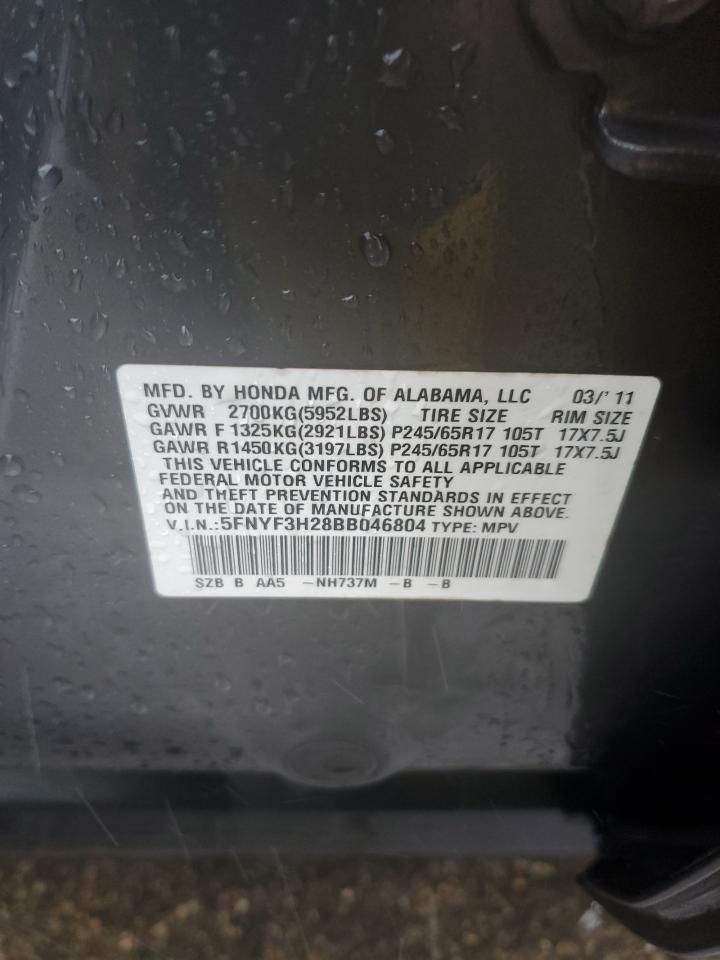 MFD. BY HONDA MFG. OF ALABAMA, LLC 03/' 11
GVWR 2700KG(5952LBS) TIRE SIZE RIM SIZE
GAWR F 1325KG(2921LBS) P245/65R17 105T 17X7.5J
GAWR R1450KG(3197LBS) P245/65R17 105T 17X7.5J
THIS VEHICLE CONFORMS TO ALL APPLICABLE
FEDERAL MOTOR VEHICLE SAFETY
AND THEFT PREVENTION STANDARDS IN EFFECT
ON THE DATE OF MANUFACTURE SHOWN ABOVE.
V.I.N.:5FNYF3H28BB046804 TYPE: MPV
SZB B AA5 -NH737M -B -B